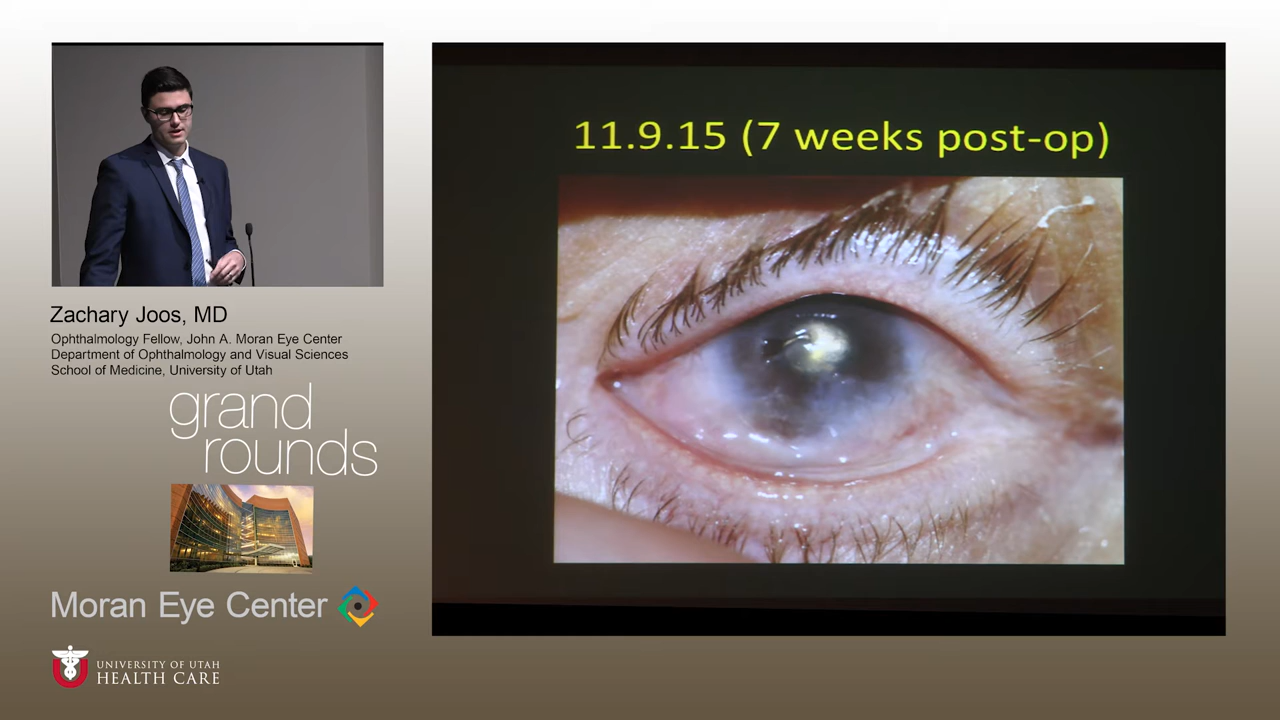 11.9.15 (7 weeks post-op)
Zachary Joos, MD
Ophthalmology Fellow, John A. Moran Eye Center
Department of Ophthalmology and Visual Sciences
School of Medicine, University of Utah
grand
rounds
Moran Eye Center
UNIVERSITY OF UTAH
HEALTH CARE